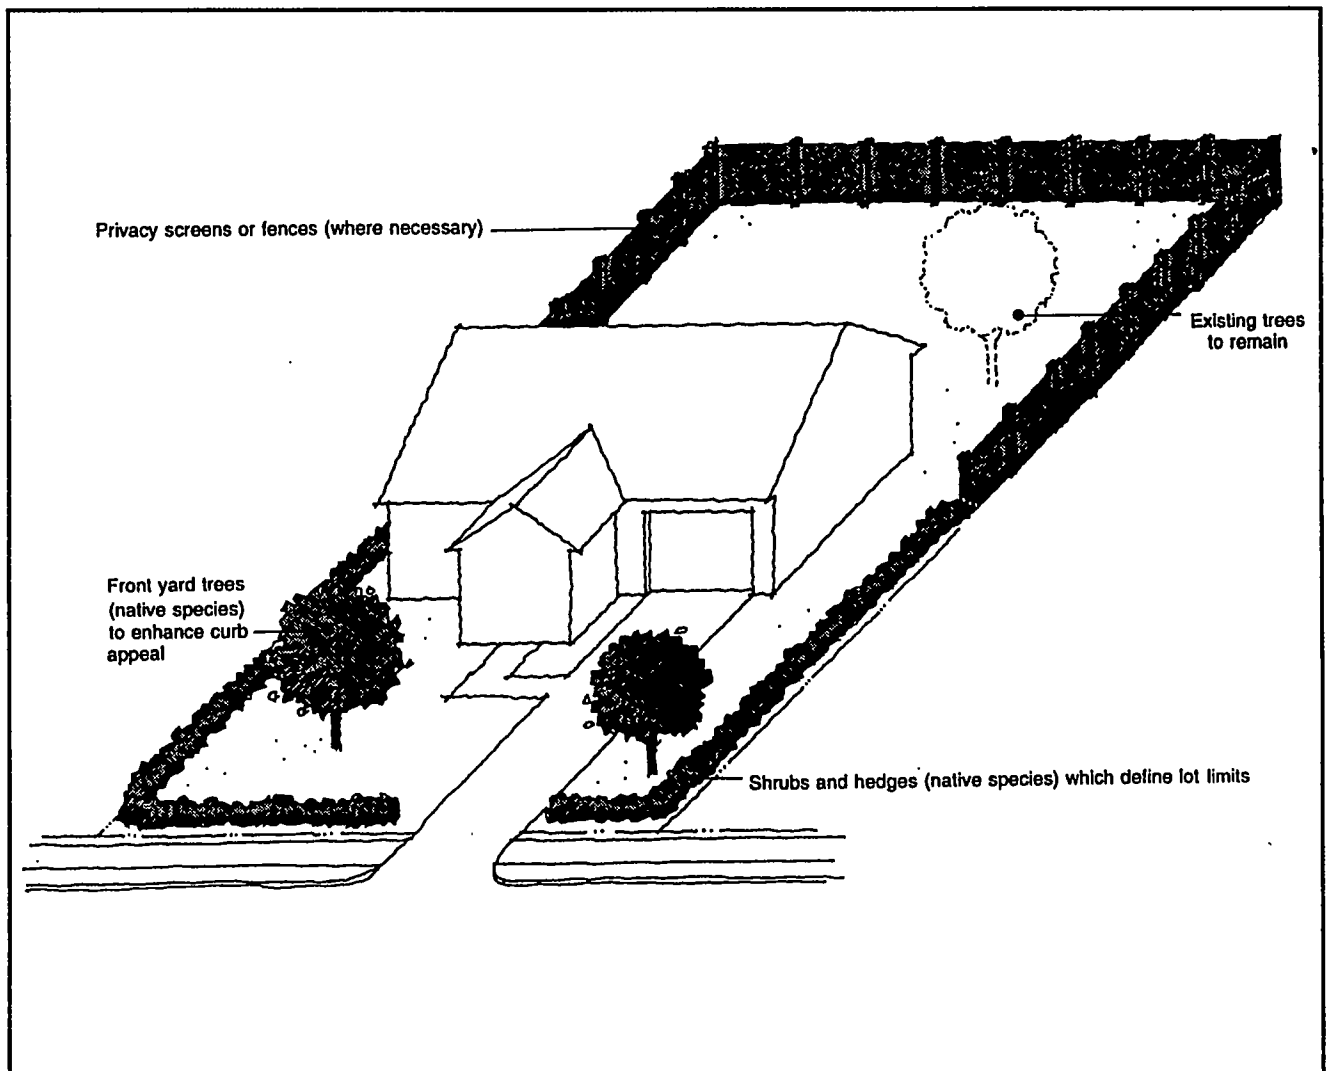 Privacy screens or fences (where necessary)
Existing trees
to remain
Front yard trees
(native species)
to enhance curb
appeal
Shrubs and hedges (native species) which define lot limits